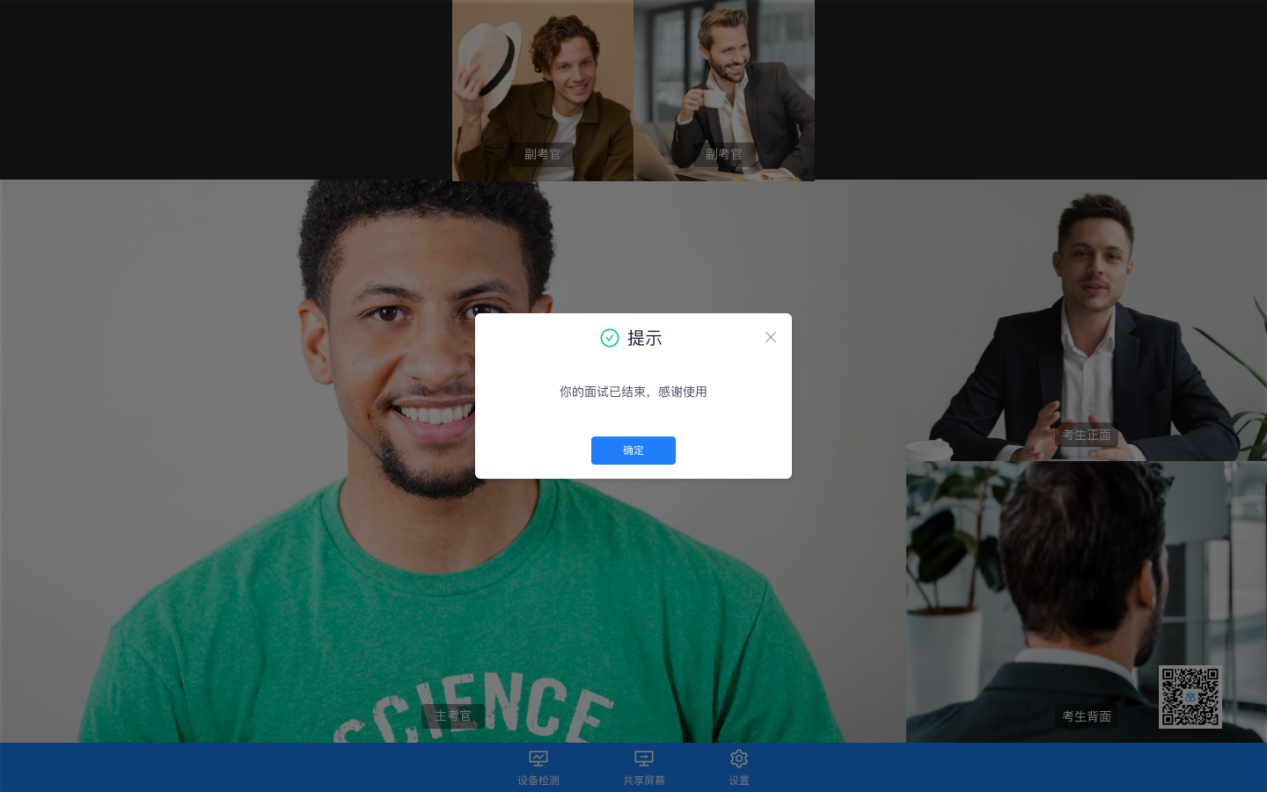 副考官
副考官
提示
你的面试已结束，感谢使用
确定
考生正面
SCIENCE
主考官
考生背面
设备检测
共享屏幕
设置